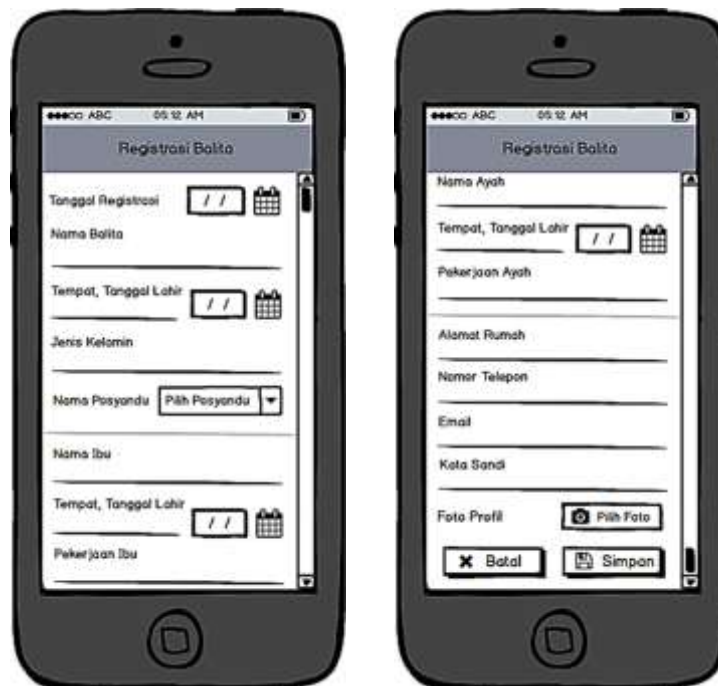 ABC 05:12 AM
Registrasi Balita
Tanggal Registrasi / /
Nama Balita
Tempat, Tanggal Lahir / /
Jenis Kelamin
Nama Posyandu Pilih Posyandu
Nama Ibu
Tempat, Tanggal Lahir / /
Pekerjaan Ibu
ABC 05:12 AM
Registrasi Balita
Nama Ayah
Tempat, Tanggal Lahir / /
Pekerjaan Ayah
Alamat Rumah
Nomor Telepon
Email
Kata Sandi
Foto Profil Pilih Foto
Batal Simpan